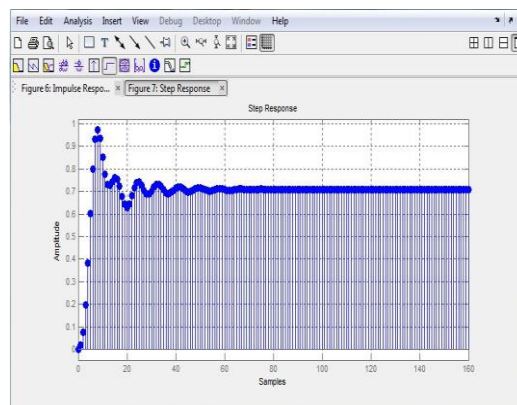 File Edit Analysis Insert View Debug Desktop Window Help
Figure 6: Impulse Respo... × Figure 7: Step Response ×
Step Response
Amplitude
1
0.9
0.8
0.7
0.6
0.5
0.4
0.3
0.2
0.1
0
0 20 40 60 80 100 120 140 160
Samples